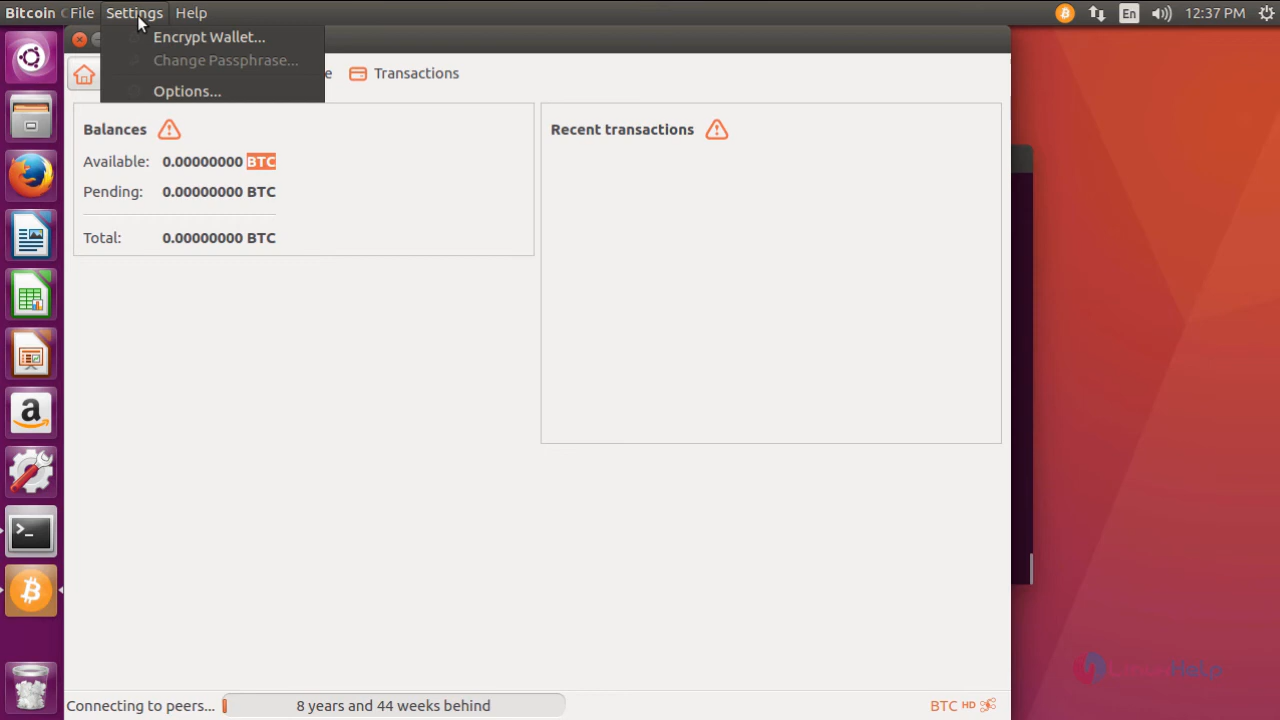 Bitcoin C File Settings Help
En 12:37 PM
Encrypt Wallet...
Change Passphrase...
Options...
e Transactions
Balances
Available: 0.00000000 BTC
Pending: 0.00000000 BTC
Total: 0.00000000 BTC
Recent transactions
Connecting to peers... 8 years and 44 weeks behind
BTC HD